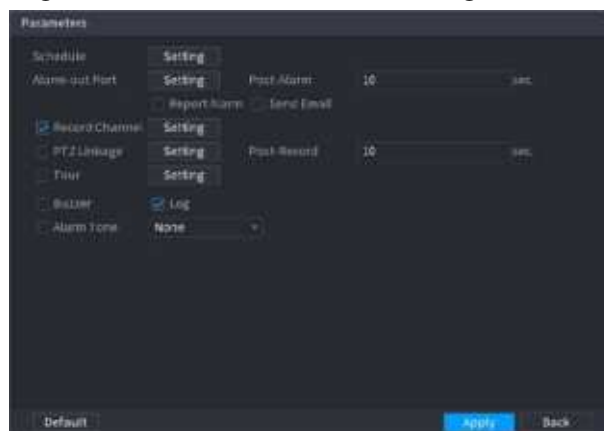 Parameters
Schedule Setting
Alarm-out Port Setting Post-Alarm 10 sec.
Report Alarm Send Email
Record Channel Setting
PTZ Linkage Setting Post-Record 10 sec.
Tour Setting
Buzzer Log
Alarm Tone None
Default Apply Back